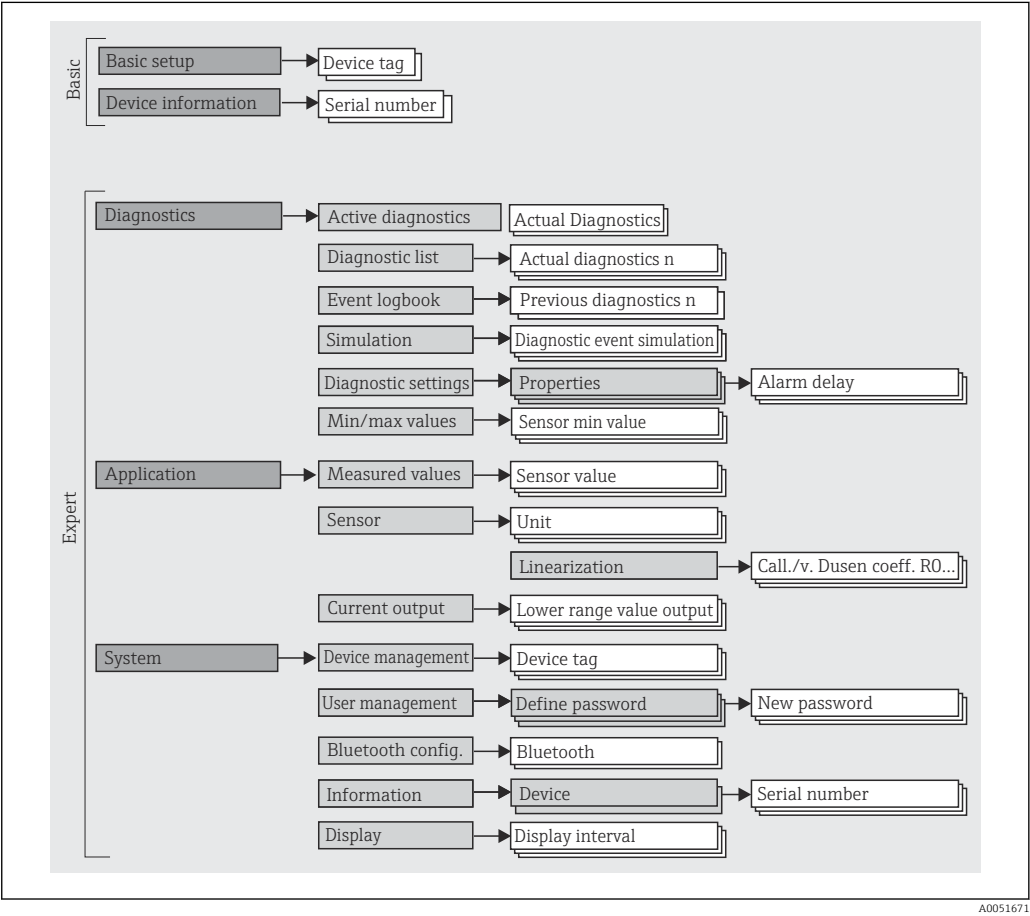 Basic
Basic setup
Device tag
Device information
Serial number
Expert
Diagnostics
Active diagnostics
Actual Diagnostics
Diagnostic list
Actual diagnostics n
Event logbook
Previous diagnostics n
Simulation
Diagnostic event simulation
Diagnostic settings
Properties
Alarm delay
Min/max values
Sensor min value
Application
Measured values
Sensor value
Sensor
Unit
Linearization
Call./v. Dusen coeff. R0...
Current output
Lower range value output
System
Device management
Device tag
User management
Define password
New password
Bluetooth config.
Bluetooth
Information
Device
Serial number
Display
Display interval
A0051671